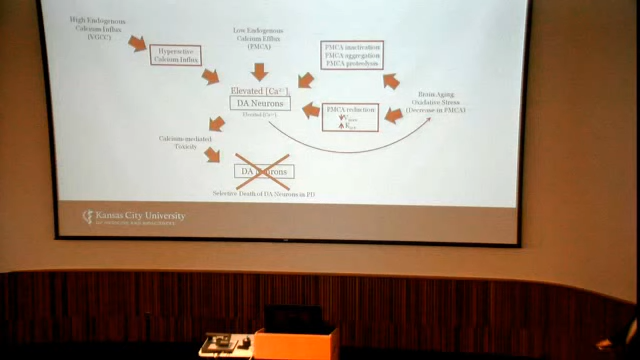 High Endogenous
Calcium Influx
(VGCC)
Low Endogenous
Calcium Efflux
(PMCA)
Hyperactive
Calcium Influx
PMCA inactivation
PMCA aggregation
PMCA proteolysis
Elevated [Ca²⁺]ᵢ
DA Neurons
Elevated [Ca²⁺]ᵢ
Brain Aging
Oxidative Stress
(Decrease in PMCA)
PMCA reduction
Calcium mediated
Toxicity
DA Neurons
Selective Death of DA Neurons in PD
Kansas City University